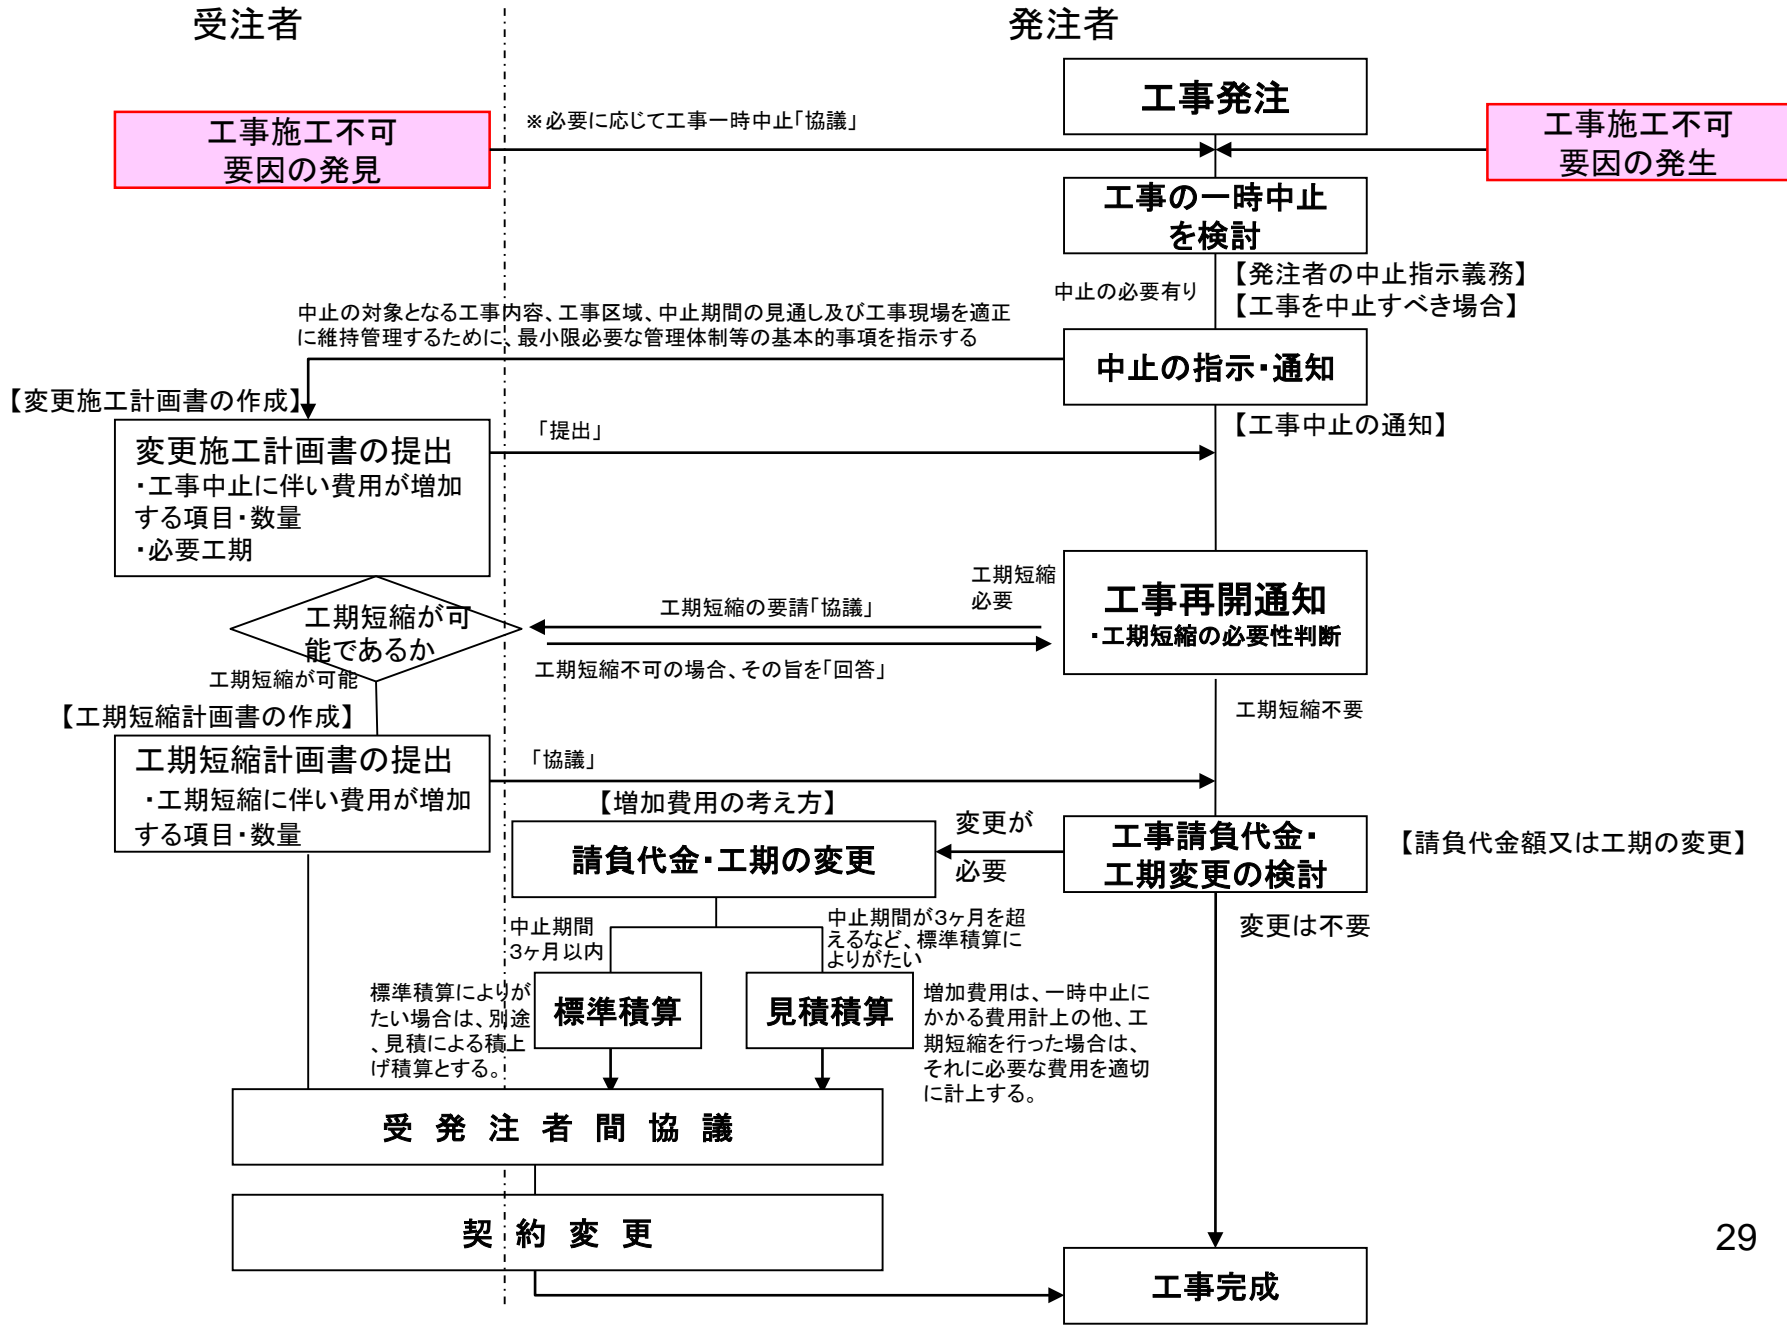 受注者
発注者
工事発注
工事施工不可
要因の発見
※必要に応じて工事一時中止「協議」
工事施工不可
要因の発生
工事の一時中止
を検討
【発注者の中止指示義務】
中止の必要有り
【工事を中止すべき場合】
中止の対象となる工事内容、工事区域、中止期間の見通し及び工事現場を適正
に維持管理するために、最小限必要な管理体制等の基本的事項を指示する
中止の指示・通知
【変更施工計画書の作成】
【工事中止の通知】
変更施工計画書の提出
・工事中止に伴い費用が増加
する項目・数量
・必要工期
「提出」
工期短縮
必要
工事再開通知
・工期短縮の必要性判断
工期短縮の要請「協議」
工期短縮が可
能であるか
工期短縮不可の場合、その旨を「回答」
工期短縮が可能
工期短縮不要
【工期短縮計画書の作成】
工期短縮計画書の提出
・工期短縮に伴い費用が増加
する項目・数量
「協議」
【増加費用の考え方】
変更が
必要
工事請負代金・
工期変更の検討
【請負代金額又は工期の変更】
請負代金・工期の変更
変更は不要
中止期間
3ヶ月以内
中止期間が3ヶ月を超
えるなど、標準積算に
よりがたい
標準積算によりが
たい場合は、別途
、見積による積上
げ積算とする。
標準積算
見積積算
増加費用は、一時中止に
かかる費用計上の他、工
期短縮を行った場合は、
それに必要な費用を適切
に計上する。
受発注者間協議
契約変更
29
工事完成